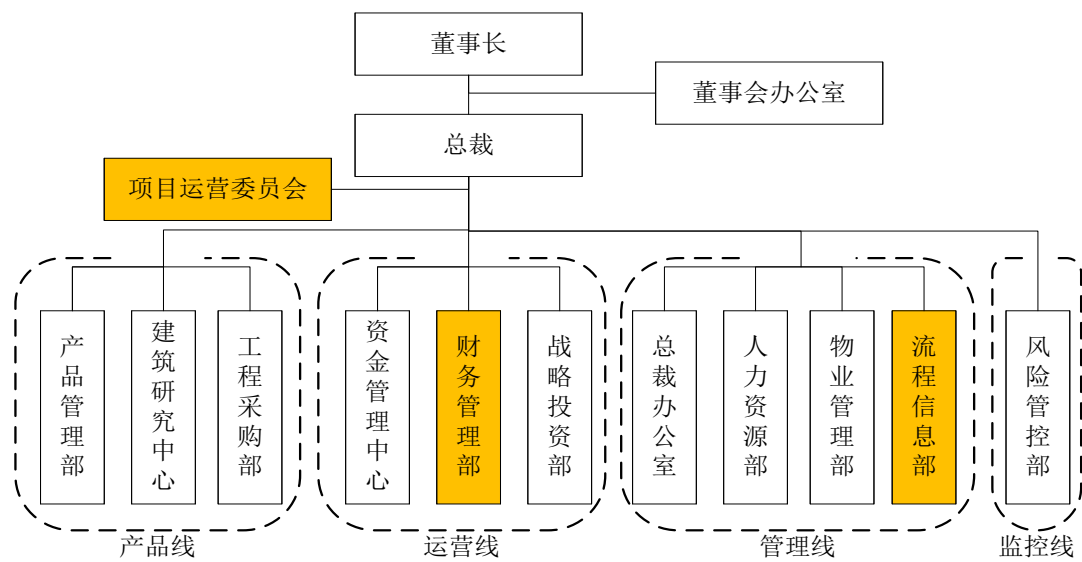 董事长
董事会办公室
总裁
项目运营委员会
产品管理部
建筑研究中心
工程采购部
资金管理中心
财务管理部
战略投资部
总裁办公室
人力资源部
物业管理部
流程信息部
风险管控部
产品线
运营线
管理线
监控线